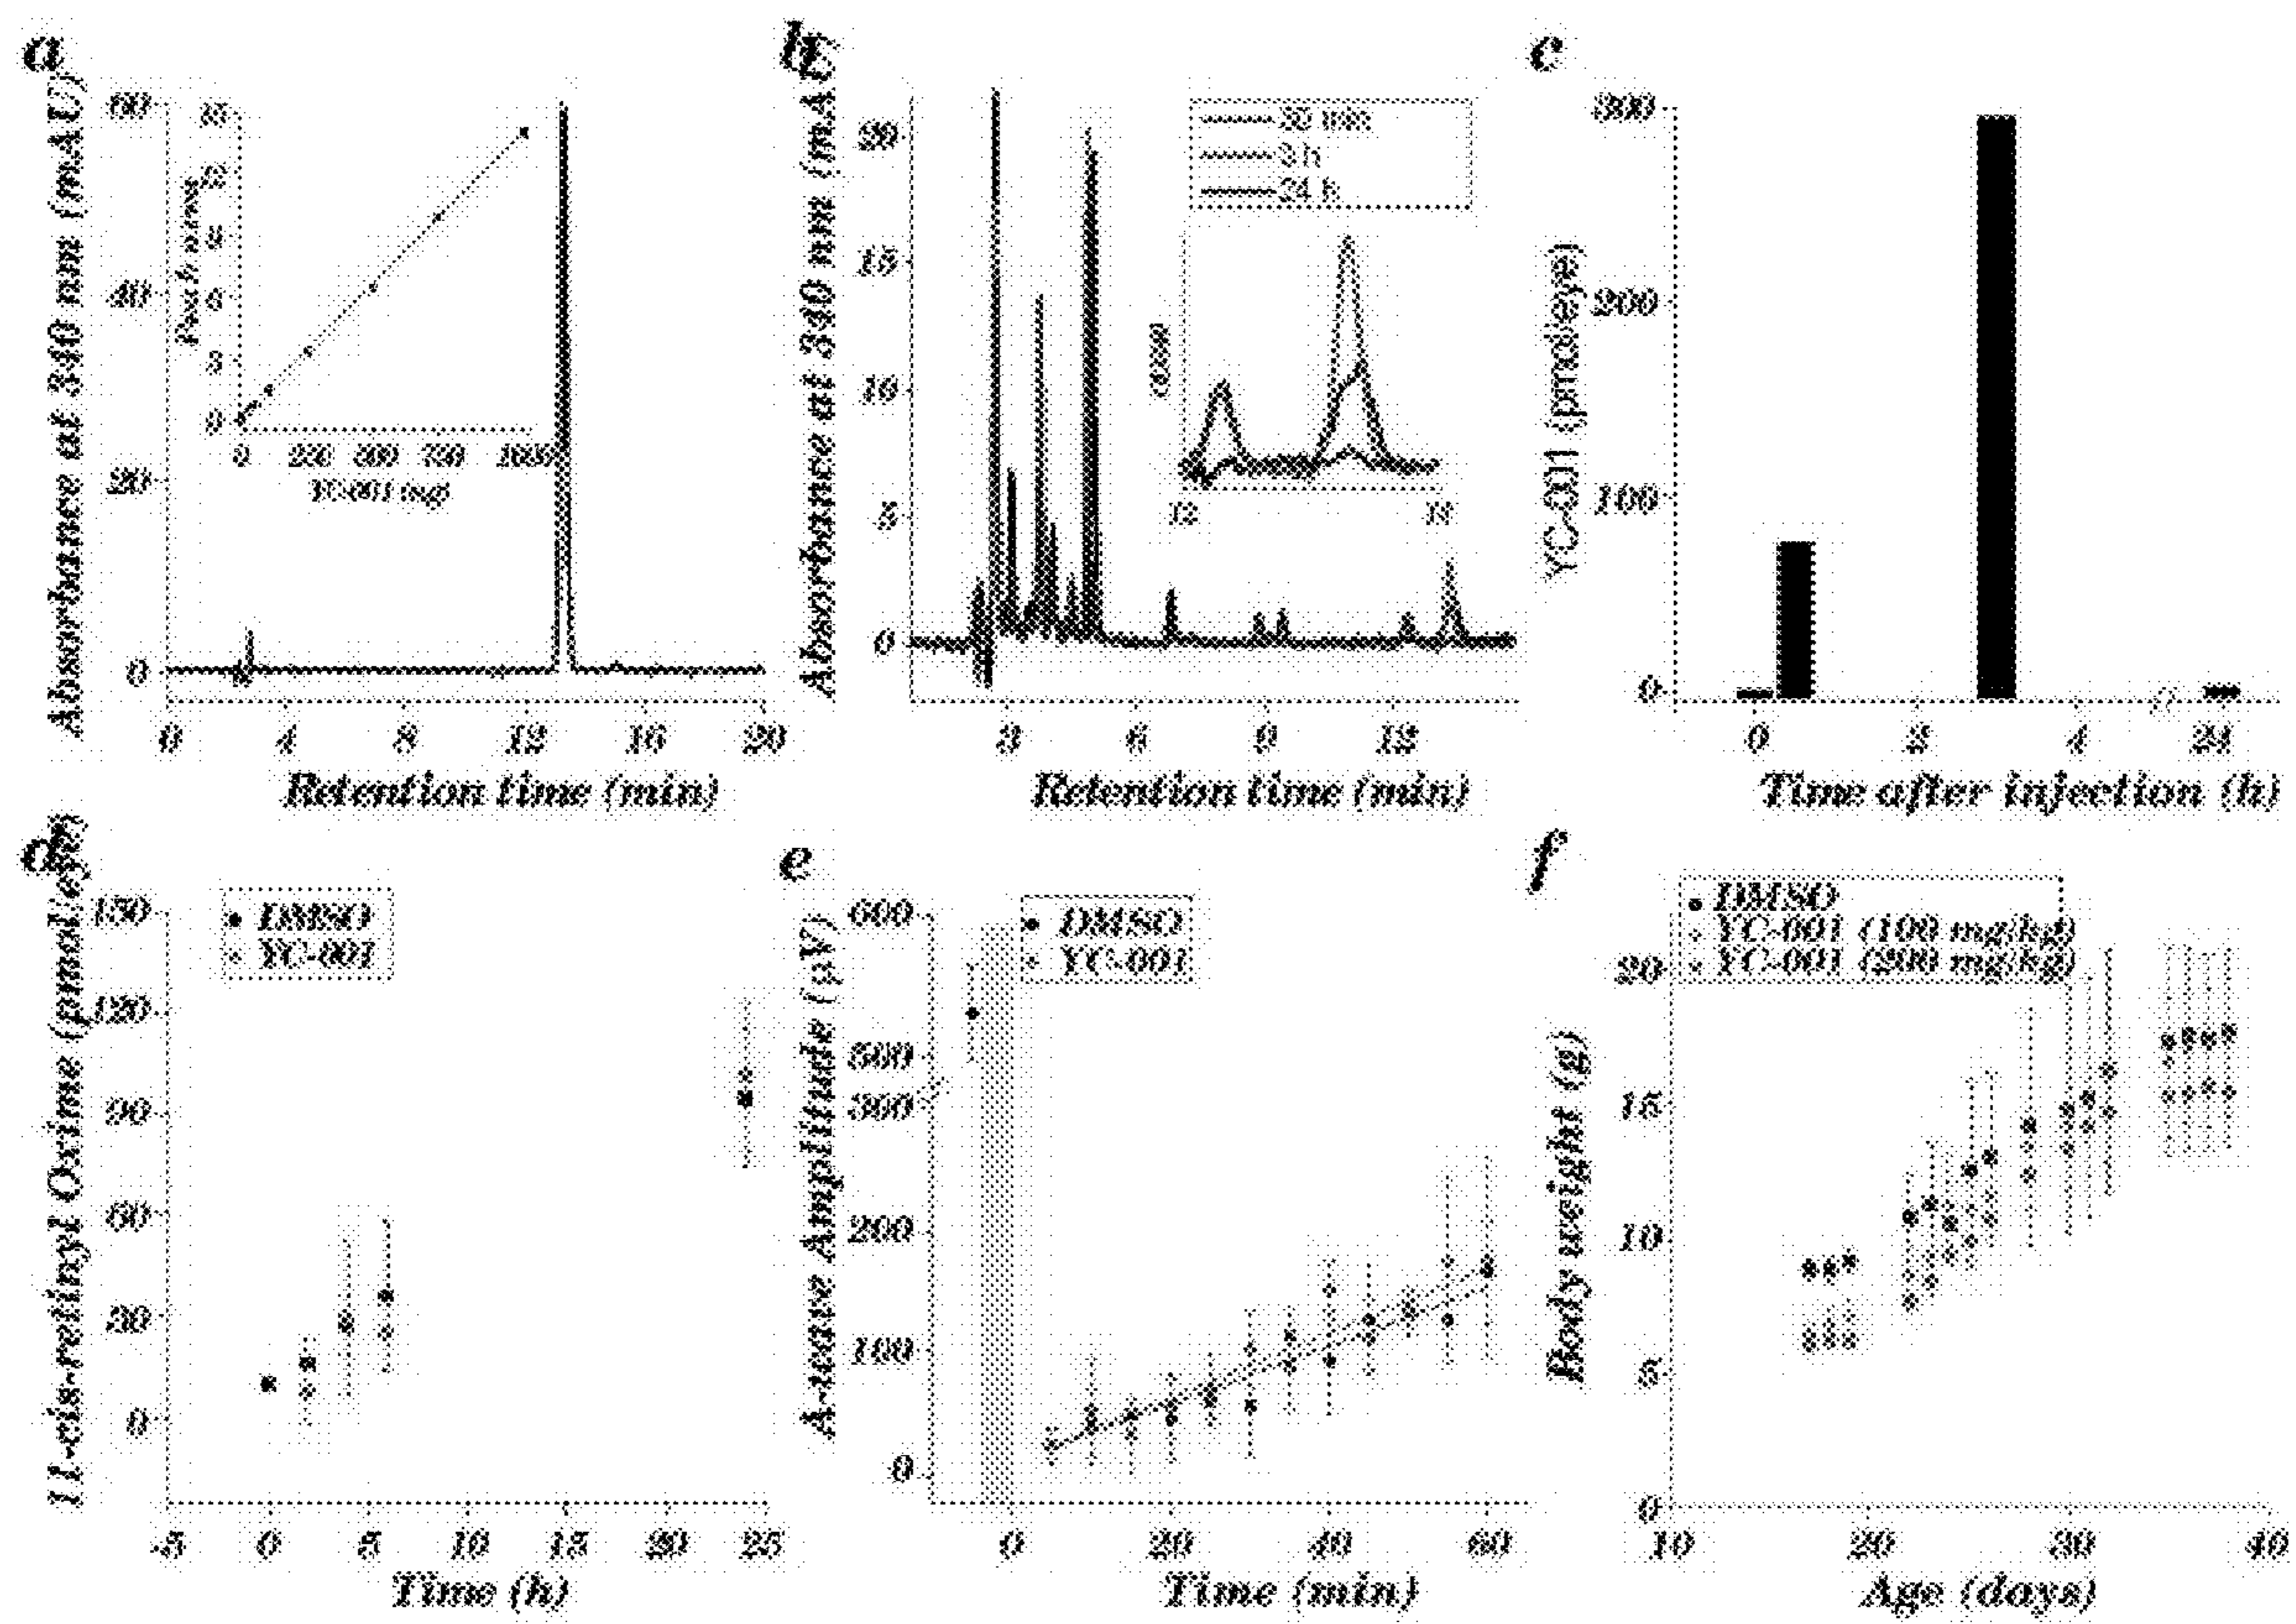 a
Absorbance at 340 nm (mAU)
60
40
20
0
Peak area
0
250 500 750 1000
YC-001 (ng)
0 4 8 12 16 20
Retention time (min)
b
Absorbance at 340 nm (mAU)
20
15
10
5
0
30 min
3 h
24 h
12
Retention time (min)
3 6 9 12
c
YC-001 (pmol/eye)
300
200
100
0
0 2 4 24
Time after injection (h)
d
11-cis-retinyl Oxime (pmol/eye)
150
120
90
60
30
0
DMSO
YC-001
-5 0 5 10 15 20 25
Time (h)
e
A-wave Amplitude (µV)
600
500
300
200
100
0
DMSO
YC-001
0 20 40 60
Time (min)
f
Body weight (g)
20
15
10
5
0
DMSO
YC-001 (100 mg/kg)
YC-001 (200 mg/kg)
10 20 30 40
Age (days)